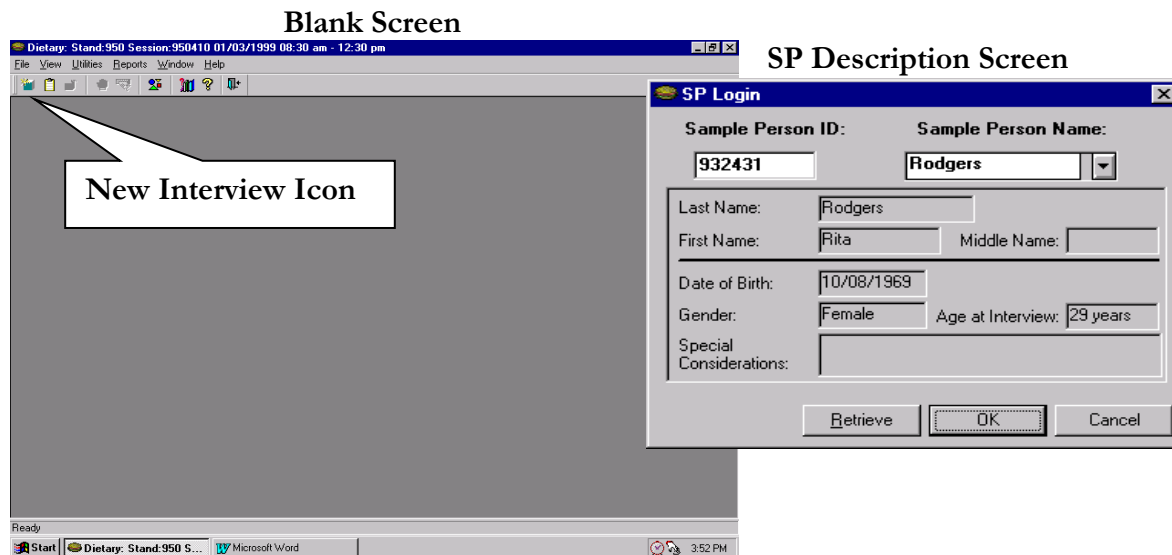 Blank Screen
Dietary: Stand:950 Session:950410 01/03/1999 08:30 am - 12:30 pm
File View Utilities Reports Window Help
New Interview Icon
Ready
Start Dietary: Stand:950 S... Microsoft Word 3:52 PM
SP Description Screen
SP Login
Sample Person ID: Sample Person Name:
932431 Rodgers
Last Name: Rodgers
First Name: Rita Middle Name:
Date of Birth: 10/08/1969
Gender: Female Age at Interview: 29 years
Special
Considerations:
Retrieve OK Cancel